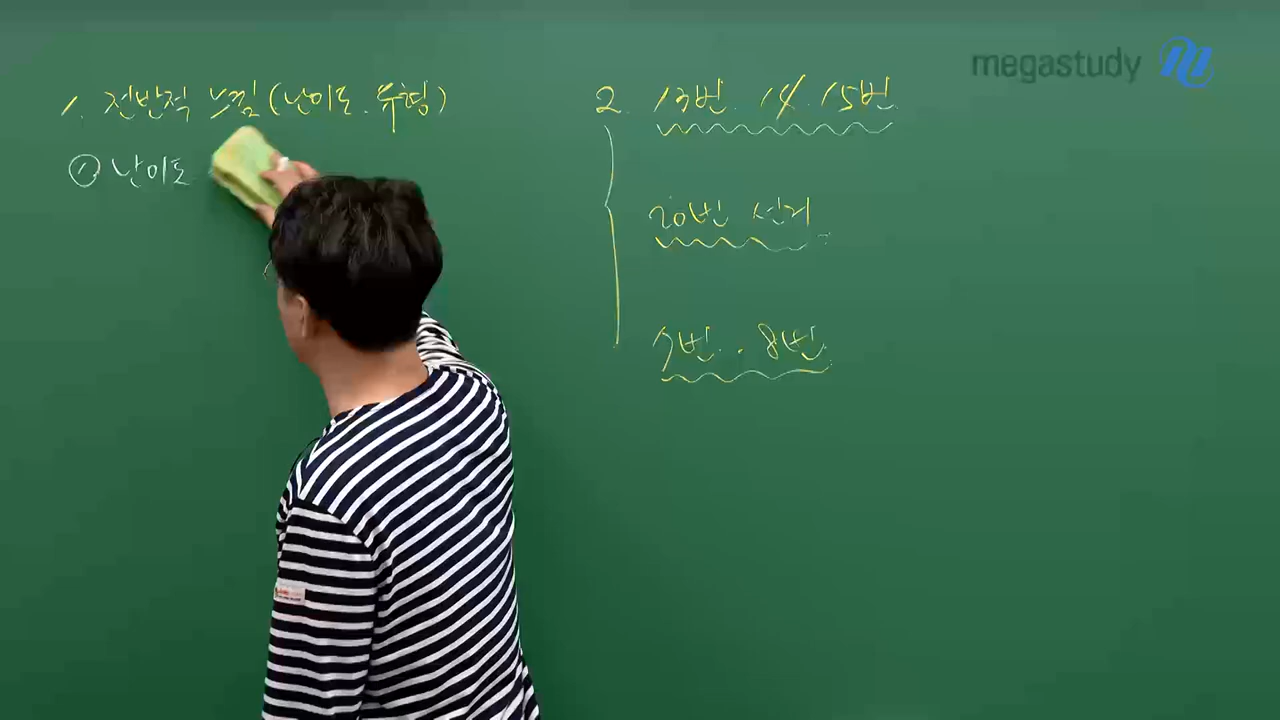 1. 전반적 느낌 (난이도. 유형)
① 난이도
2. 13번. 14. 15번
20번 선거
7번. 8번
megastudy